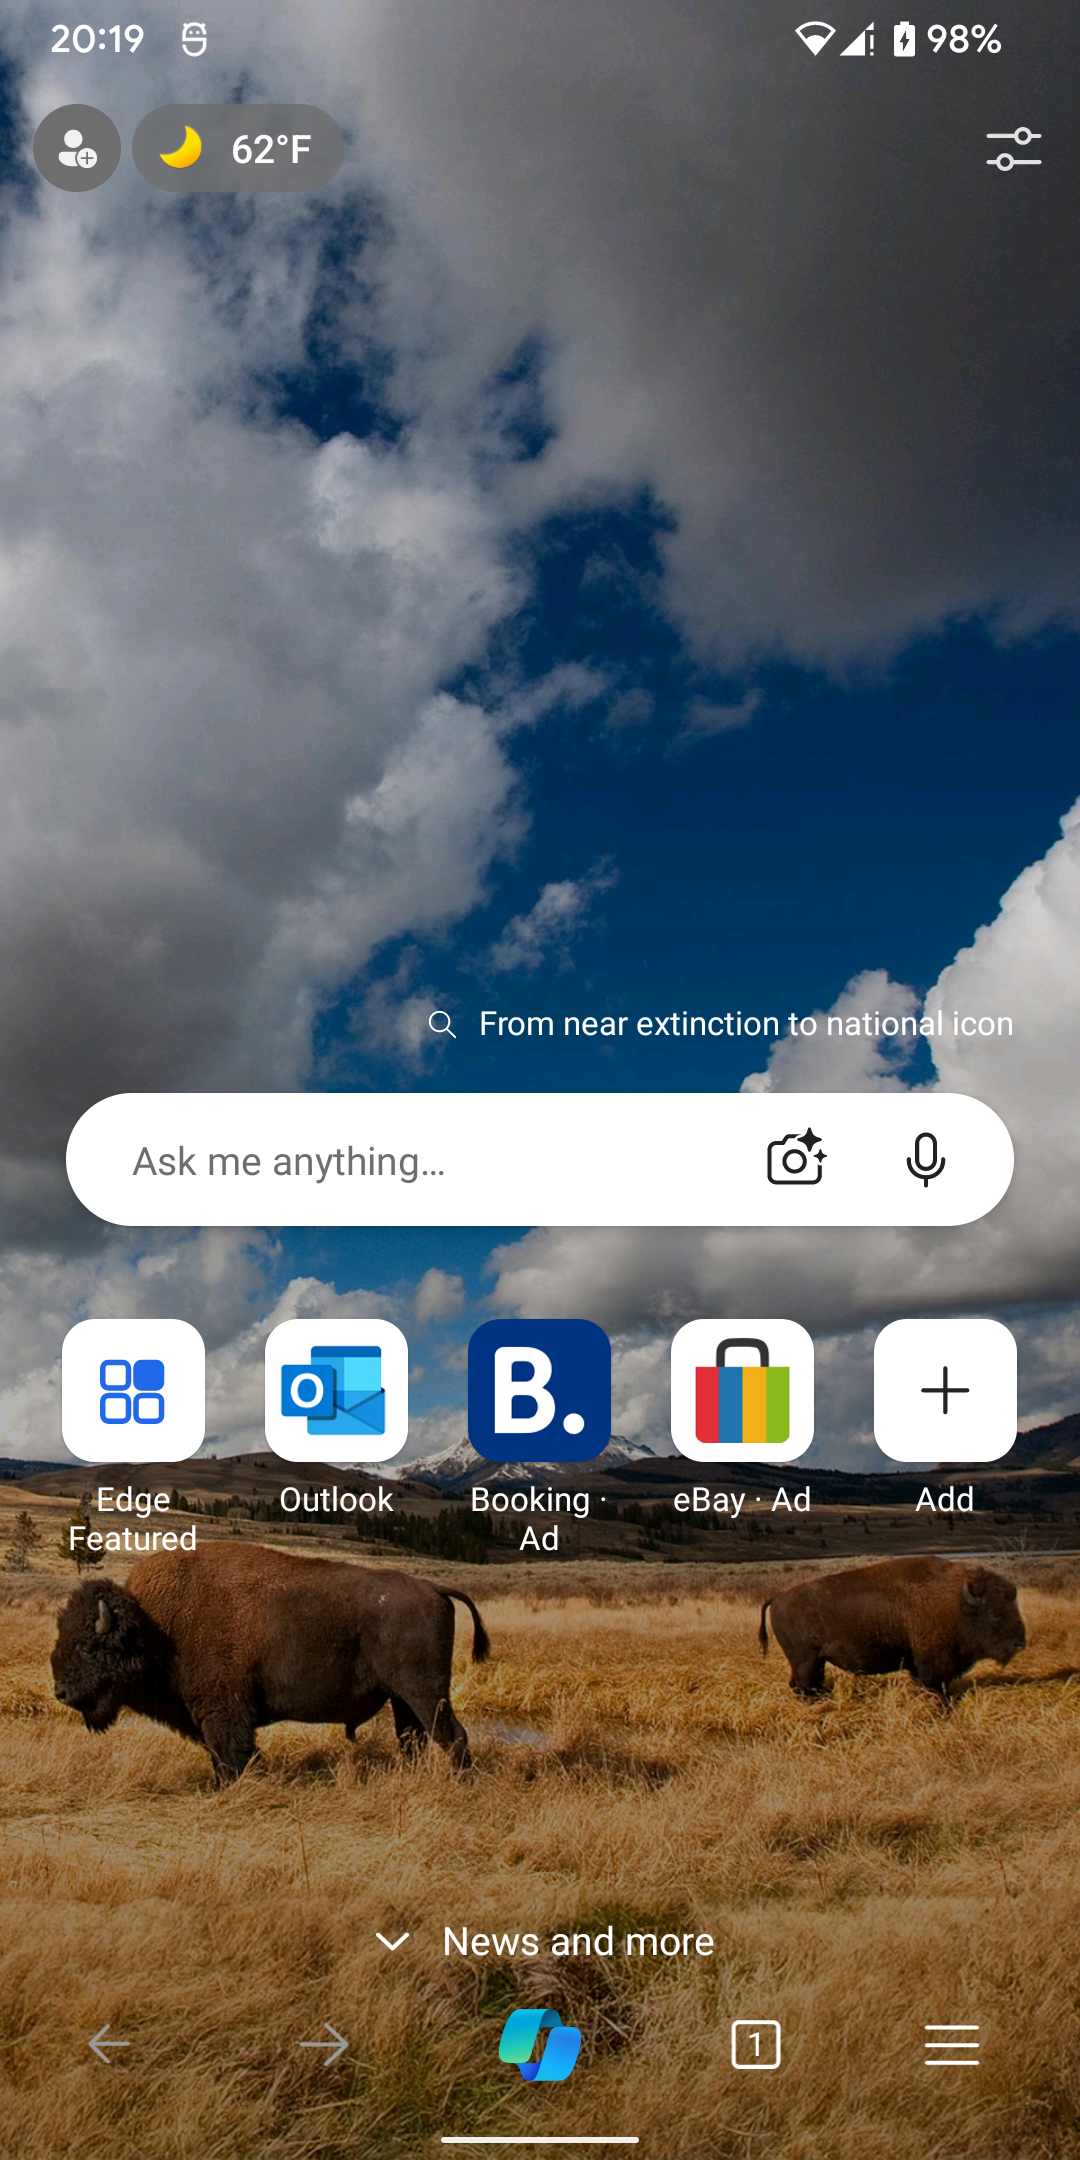 20:19
98%
62°F
From near extinction to national icon
Ask me anything...
Edge
Featured
Outlook
B.
Booking ·
Ad
eBay · Ad
Add
News and more
1